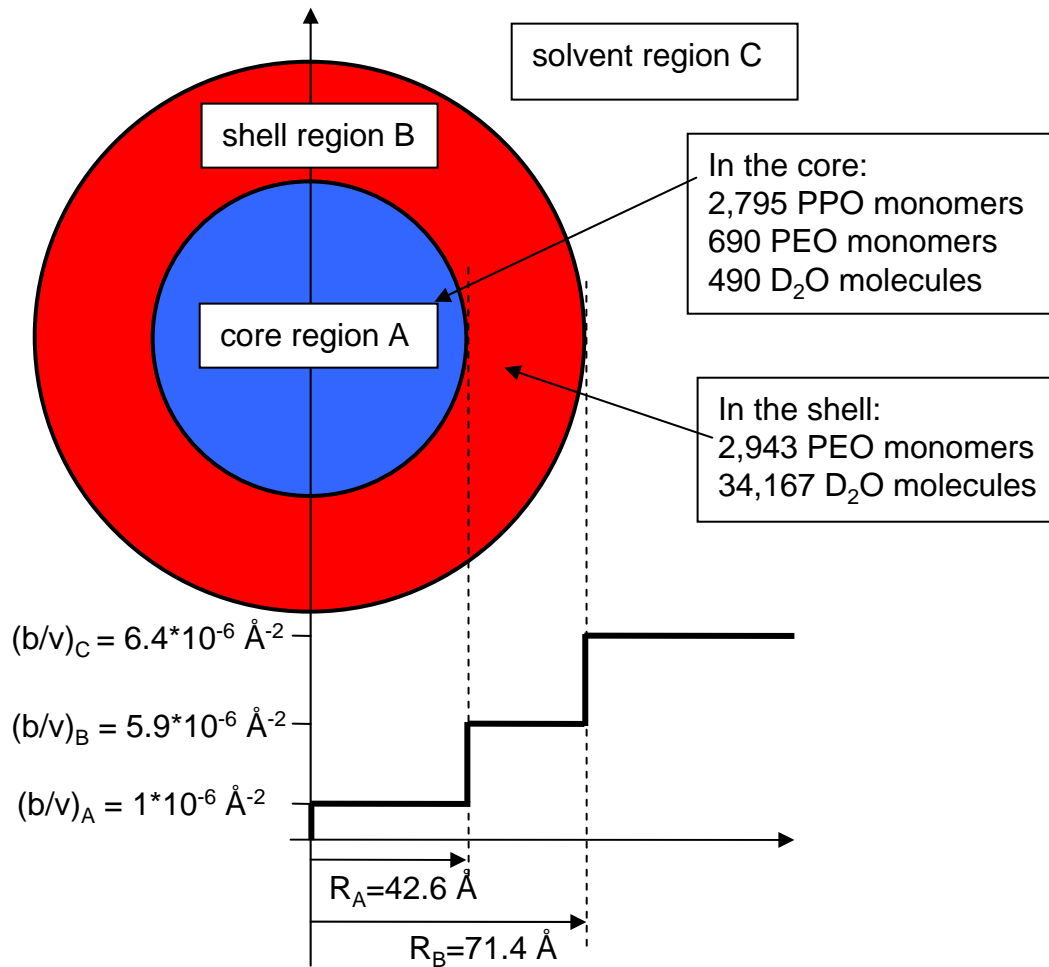 solvent region C
shell region B
In the core:
2,795 PPO monomers
690 PEO monomers
490 D₂O molecules
core region A
In the shell:
2,943 PEO monomers
34,167 D₂O molecules
(b/v)C = 6.4*10⁻⁶ Å⁻²
(b/v)B = 5.9*10⁻⁶ Å⁻²
(b/v)A = 1*10⁻⁶ Å⁻²
RA=42.6 Å
RB=71.4 Å